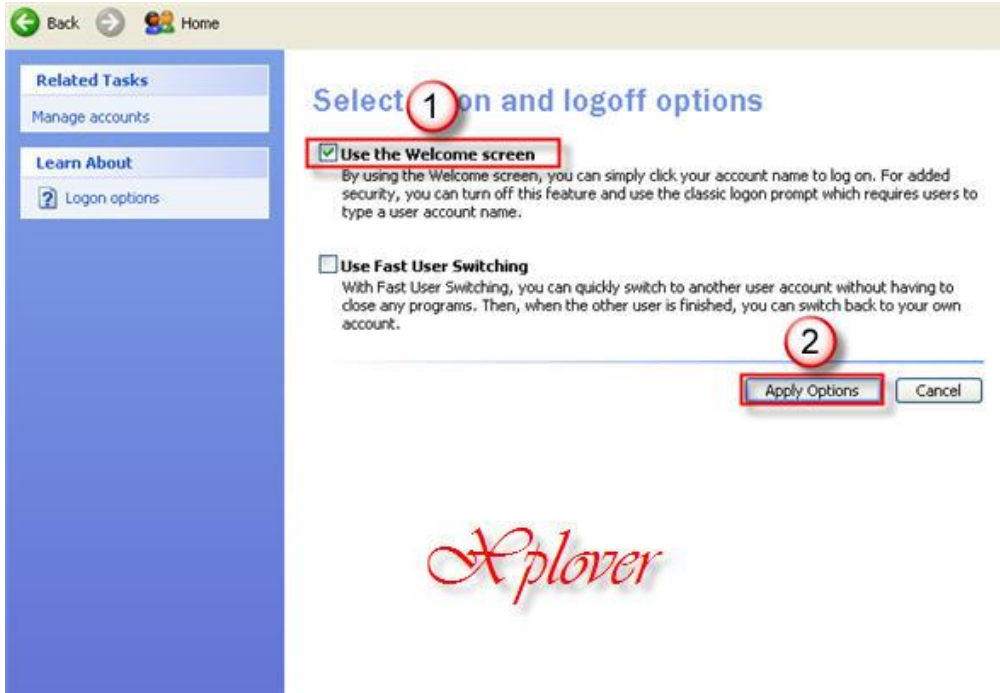 Back Home
Related Tasks
Manage accounts
Learn About
Logon options
Select on and logoff options
1
Use the Welcome screen
By using the Welcome screen, you can simply click your account name to log on. For added
security, you can turn off this feature and use the classic logon prompt which requires users to
type a user account name.
Use Fast User Switching
With Fast User Switching, you can quickly switch to another user account without having to
close any programs. Then, when the other user is finished, you can switch back to your own
account.
2
Apply Options Cancel
Xplover